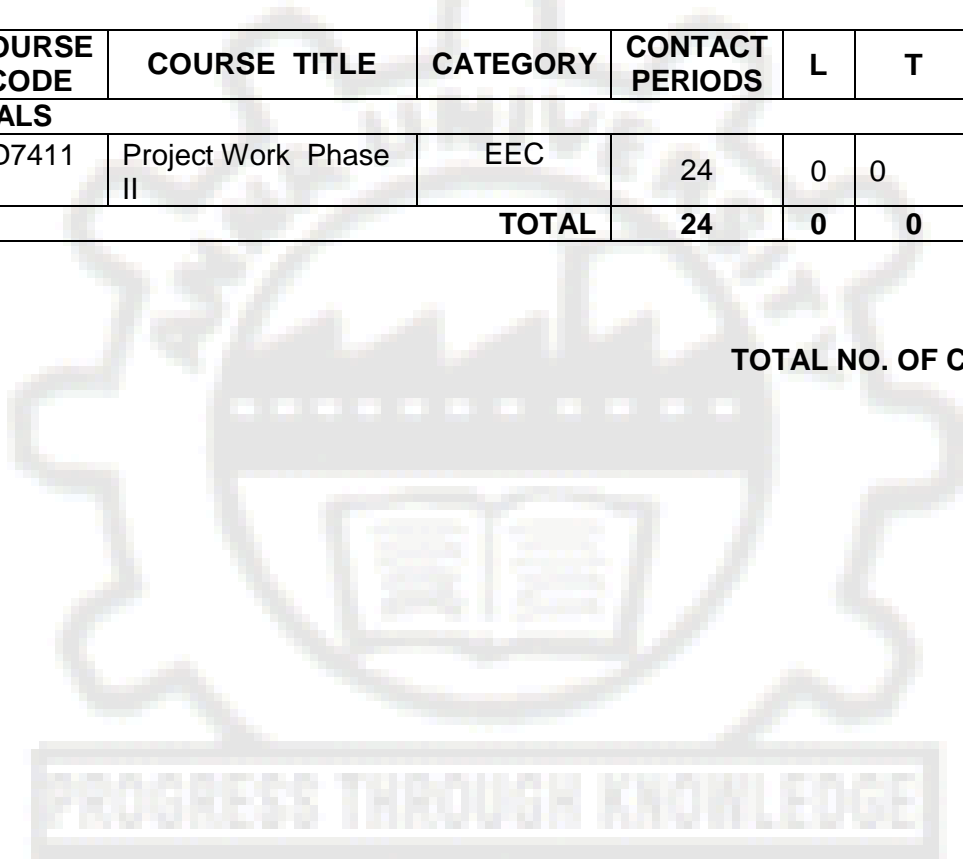 OURSE CODE COURSE TITLE CATEGORY CONTACT PERIODS L T
ALS
07411 Project Work Phase II EEC 24 0 0
TOTAL 24 0 0
TOTAL NO. OF C
PROGRESS THROUGH KNOWLEDGE